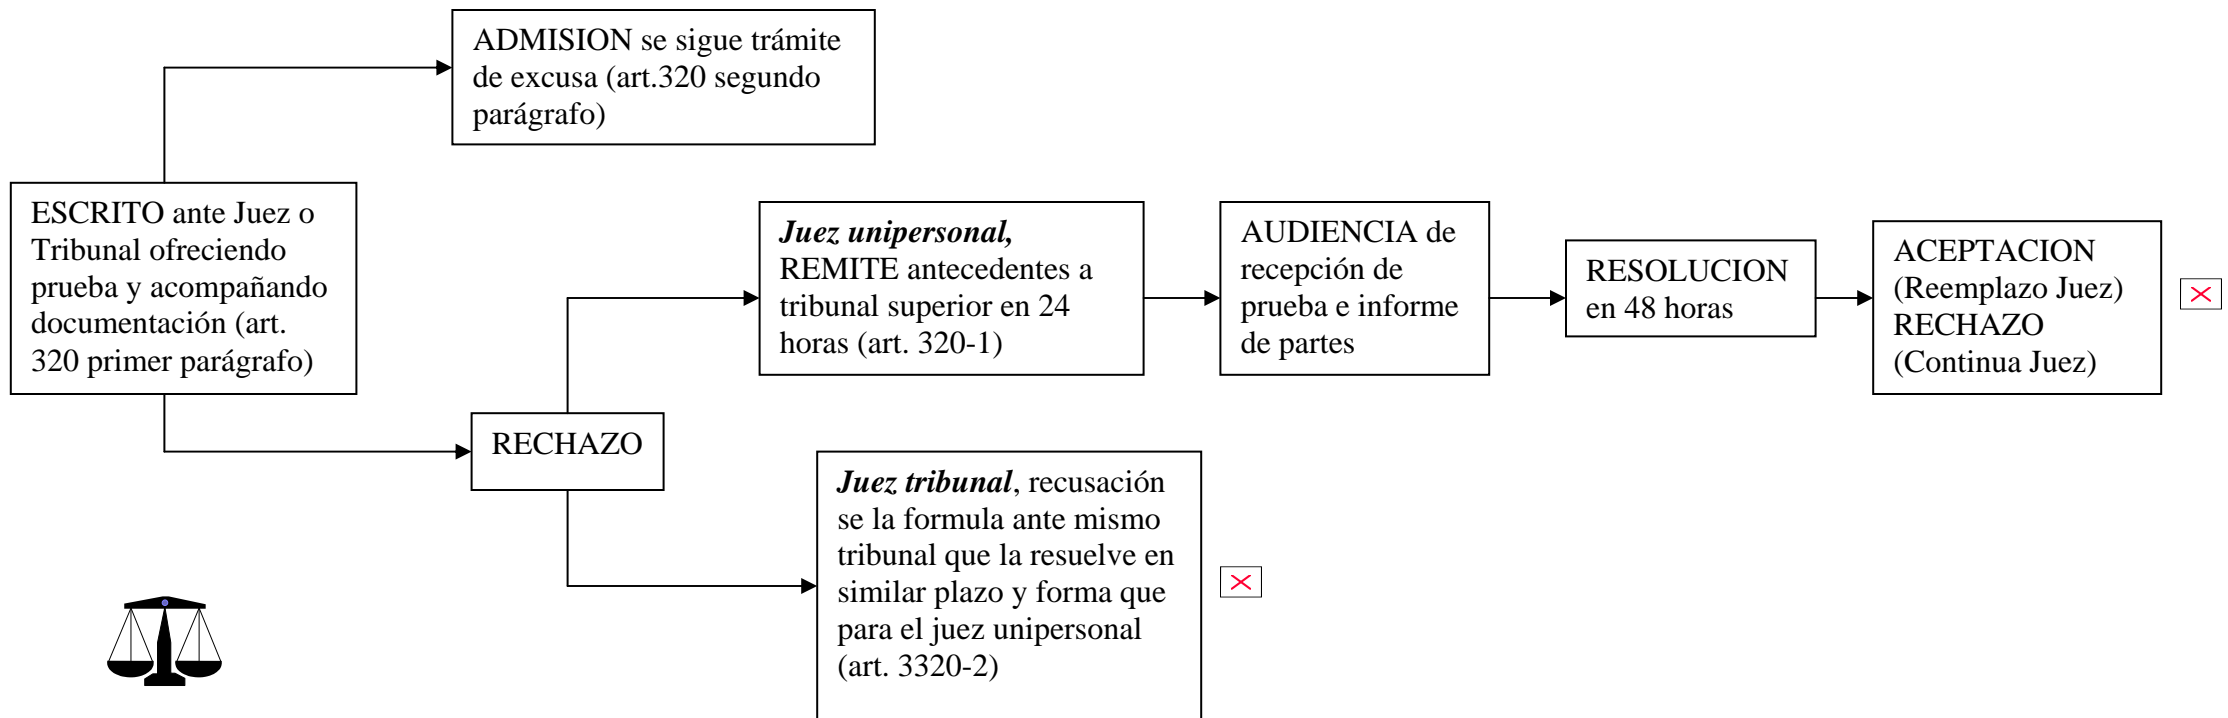 ADMISION se sigue trámite
de excusa (art.320 segundo
parágrafo)
ESCRITO ante Juez o
Tribunal ofreciendo
prueba y acompañando
documentación (art.
320 primer parágrafo)
RECHAZO
Juez unipersonal,
REMITE antecedentes a
tribunal superior en 24
horas (art. 320-1)
AUDIENCIA de
recepción de
prueba e informe
de partes
RESOLUCION
en 48 horas
ACEPTACION
(Reemplazo Juez)
RECHAZO
(Continua Juez)
Juez tribunal, recusación
se la formula ante mismo
tribunal que la resuelve en
similar plazo y forma que
para el juez unipersonal
(art. 3320-2)